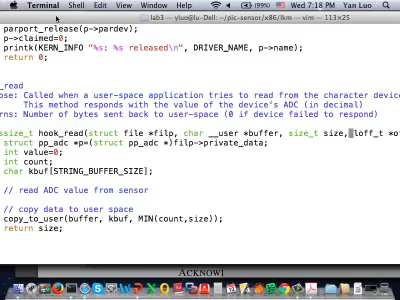 Terminal Shell Edit View Window Help (99%) Wed 7:18 PM Yan Luo
lab3 — yluo@lu-Dell: ~/pic-sensor/x86/lkm — vim — 113×25
parport_release(p->pardev);
p->claimed=0;
printk(KERN_INFO "%s: %s released\n", DRIVER_NAME, p->name);
return 0;
_read
ose: Called when a user-space application tries to read from the character devic
This method responds with the value of the device's ADC (in decimal)
rns: Number of bytes sent back to user-space (0 if device failed to respond)
ssize_t hook_read(struct file *filp, char __user *buffer, size_t size, loff_t *o
struct pp_adc *p=(struct pp_adc *)filp->private_data;
int value=0;
int count;
char kbuf[STRING_BUFFER_SIZE];
// read ADC value from sensor
// copy data to user space
copy_to_user(buffer, kbuf, MIN(count,size));
return size;
ACKNOWL